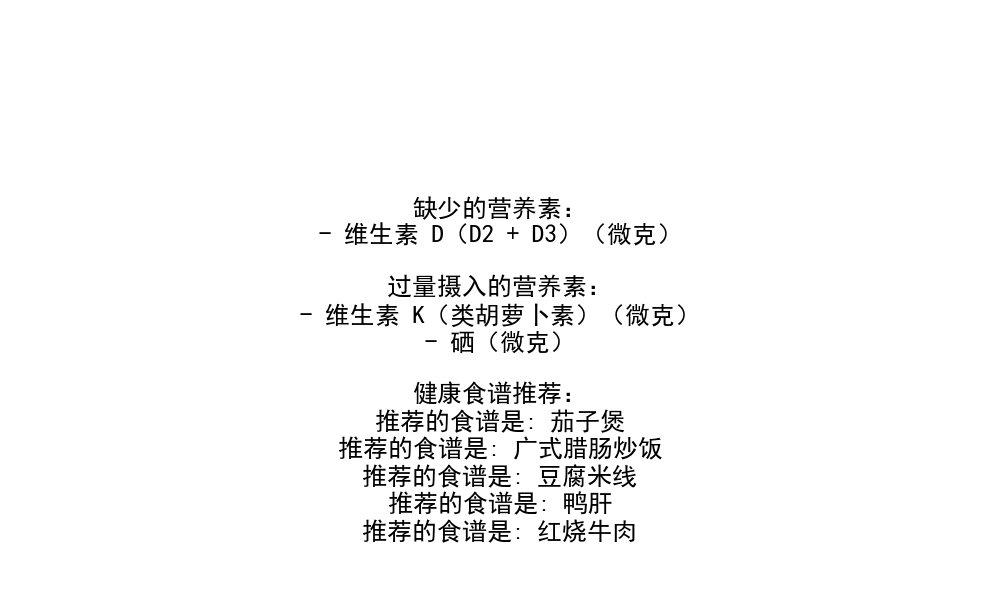 缺少的营养素:
- 维生素 D（D2 + D3）（微克）
过量摄入的营养素:
- 维生素 K（类胡萝卜素）（微克）
- 硒（微克）
健康食谱推荐:
推荐的食谱是: 茄子煲
推荐的食谱是: 广式腊肠炒饭
推荐的食谱是: 豆腐米线
推荐的食谱是: 鸭肝
推荐的食谱是: 红烧牛肉